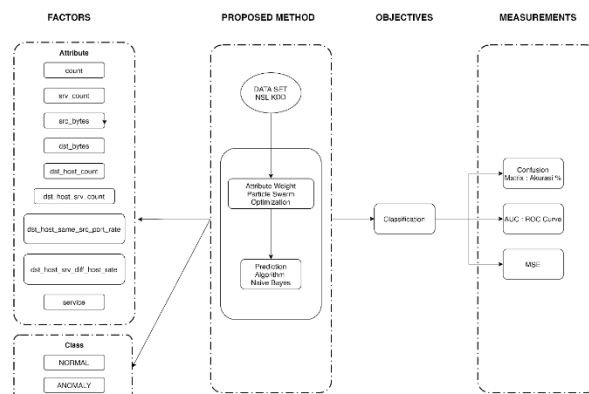 FACTORS
PROPOSED METHOD
OBJECTIVES
MEASUREMENTS
Attribute
count
srv_count
src_bytes
dst_bytes
dst_host_count
dst_host_srv_count
dst_host_same_src_port_rate
dst_host_srv_diff_host_rate
service
Class
NORMAL
ANOMALY
DATA SET
NSL KDD
Attribute Weight
Particle Swarm
Optimization
Prediction
Algorithm
Naive Bayes
Classification
Confusion
Matrix : Akurasi %
AUC : ROC Curve
MSE